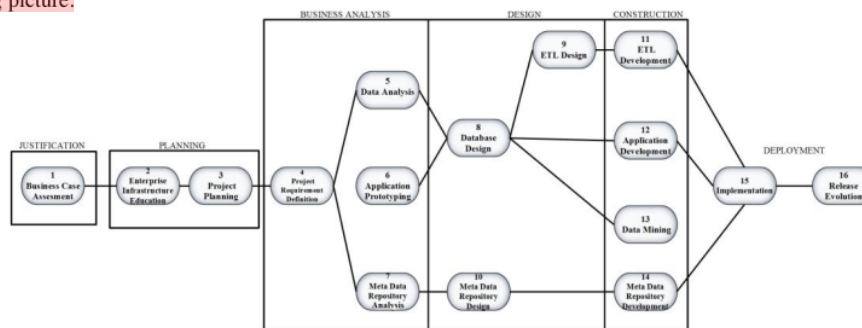 picture.
BUSINESS ANALYSIS
DESIGN
CONSTRUCTION
JUSTIFICATION
PLANNING
DEPLOYMENT
1
Business Case
Assesment
2
Enterprise
Infrastructure
Education
3
Project
Planning
4
Project
Requirement
Definition
5
Data Analysis
6
Application
Prototyping
7
Meta Data
Repository
Analysis
8
Database
Design
9
ETL Design
10
Meta Data
Repository
Design
11
ETL
Development
12
Application
Development
13
Data Mining
14
Meta Data
Repository
Development
15
Implementation
16
Release
Evolution